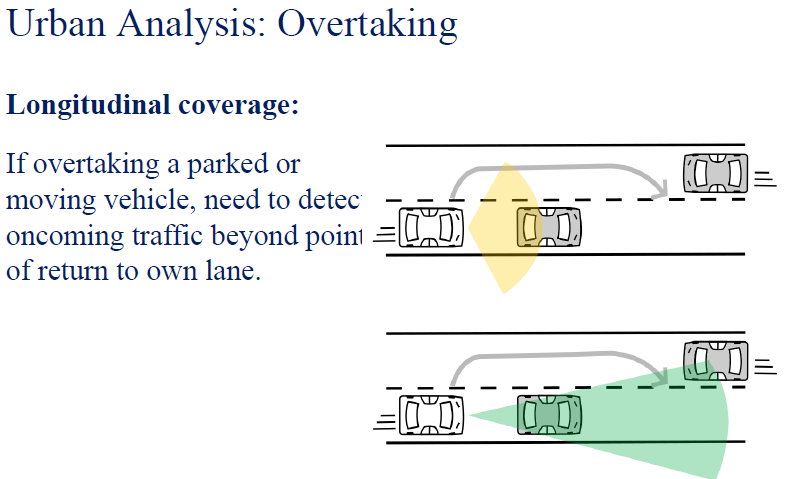 Urban Analysis: Overtaking
Longitudinal coverage:
If overtaking a parked or
moving vehicle, need to detec
oncoming traffic beyond point
of return to own lane.